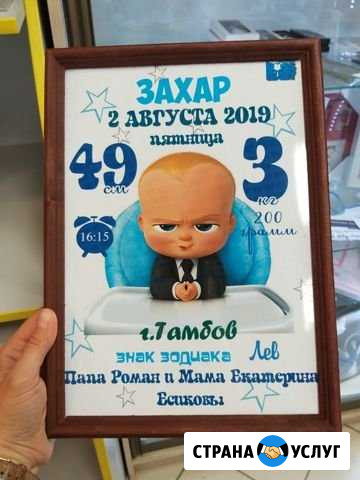 ЗАХАР
2 АВГУСТА 2019
пятница
49
см
3
кг
200
грамм
16:15
г.Тамбов
знак зодиака Лев
Папа Роман и Мама Екатерина
Есиковы
СТРАНА УСЛУГ